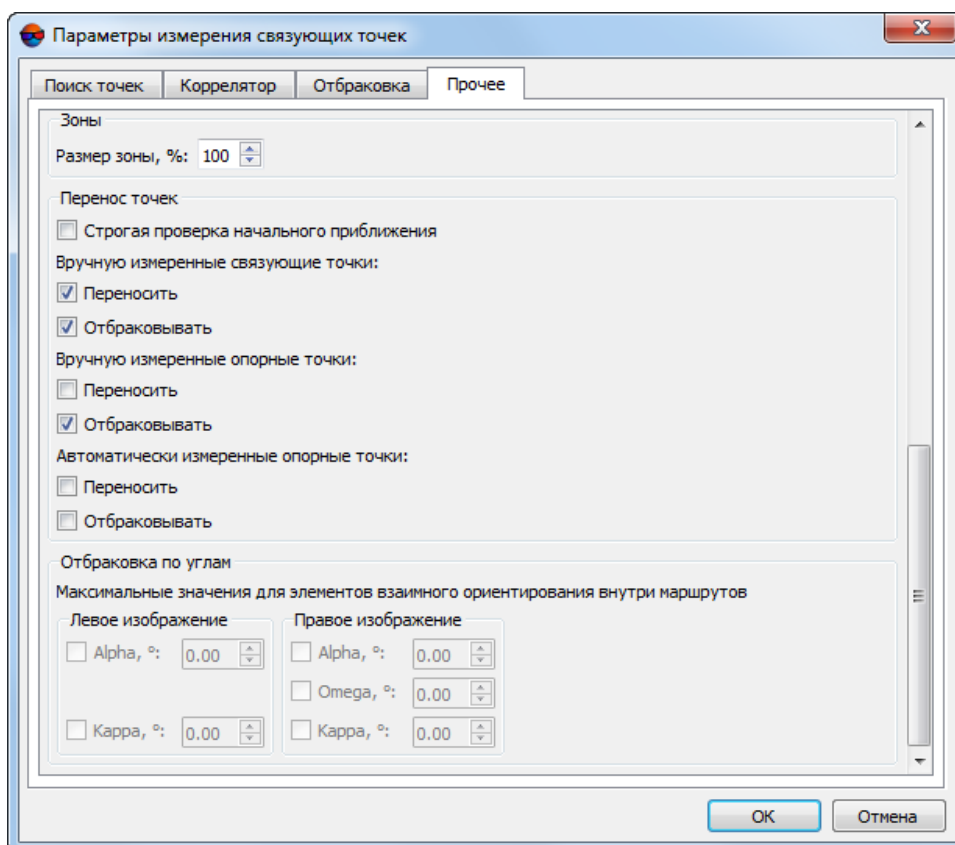 Параметры измерения связующих точек
Поиск точек Коррелятор Отбраковка Прочее
Зоны
Размер зоны, %: 100
Перенос точек
Строгая проверка начального приближения
Вручную измеренные связующие точки:
Переносить
Отбраковывать
Вручную измеренные опорные точки:
Переносить
Отбраковывать
Автоматически измеренные опорные точки:
Переносить
Отбраковывать
Отбраковка по углам
Максимальные значения для элементов взаимного ориентирования внутри маршрутов
Левое изображение Правое изображение
Alpha, °: 0.00 Alpha, °: 0.00
Omega, °: 0.00
Kappa, °: 0.00 Kappa, °: 0.00
OK Отмена